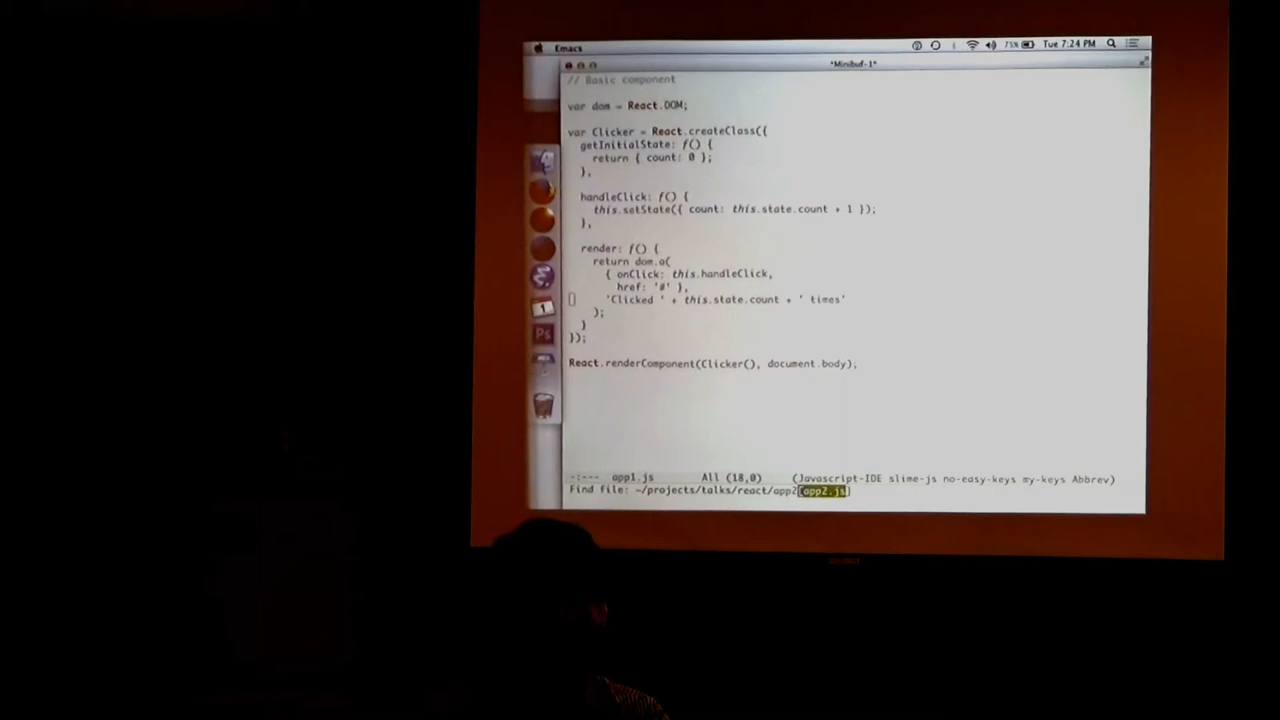 Emacs 75% Tue 7:24 PM
*Minibuf-1*
// Basic component
var dom = React.DOM;
var Clicker = React.createClass({
getInitialState: f() {
return { count: 0 };
},
handleClick: f() {
this.setState({ count: this.state.count + 1 });
},
render: f() {
return dom.a(
{ onClick: this.handleClick,
href: '#' },
'Clicked ' + this.state.count + ' times'
);
}
});
React.renderComponent(Clicker(), document.body);
-:--- app1.js All (18,0) (Javascript-IDE slime-js no-easy-keys my-keys Abbrev)
Find file: ~/projects/talks/react/app2[app2.js]
1
Ps